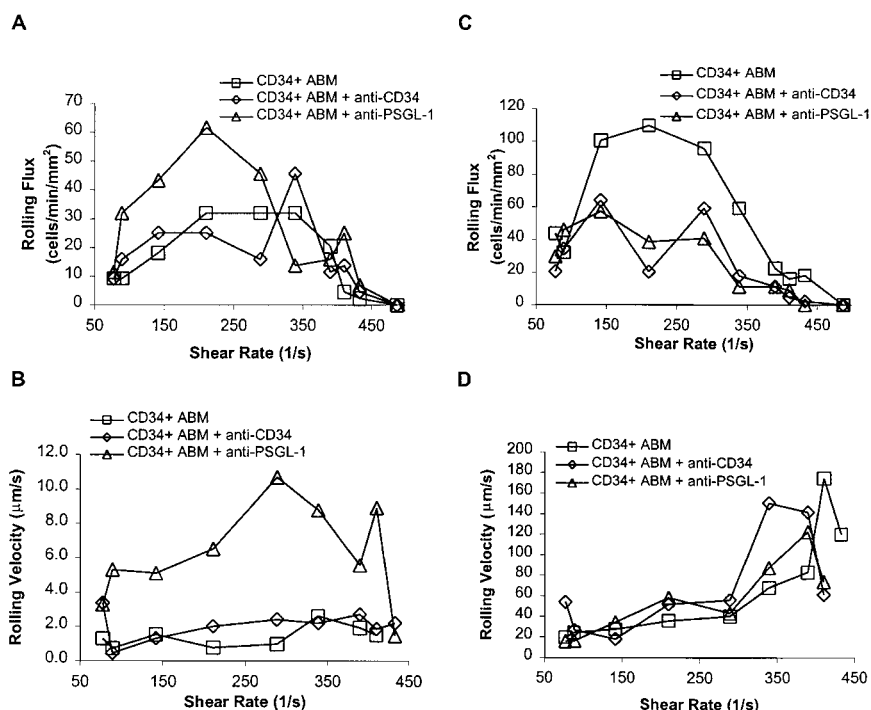 A
CD34+ ABM
CD34+ ABM + anti-CD34
CD34+ ABM + anti-PSGL-1
70
60
50
40
30
20
10
0
Rolling Flux
(cells/min/mm²)
50 150 250 350 450
Shear Rate (1/s)
C
CD34+ ABM
CD34+ ABM + anti-CD34
CD34+ ABM + anti-PSGL-1
120
100
80
60
40
20
0
Rolling Flux
(cells/min/mm²)
50 150 250 350 450
Shear Rate (1/s)
B
CD34+ ABM
CD34+ ABM + anti-CD34
CD34+ ABM + anti-PSGL-1
12.0
10.0
8.0
6.0
4.0
2.0
0.0
Rolling Velocity (μm/s)
50 150 250 350 450
Shear Rate (1/s)
D
CD34+ ABM
CD34+ ABM + anti-CD34
CD34+ ABM + anti-PSGL-1
200
180
160
140
120
100
80
60
40
20
0
Rolling Velocity (μm/s)
50 150 250 350 450
Shear Rate (1/s)